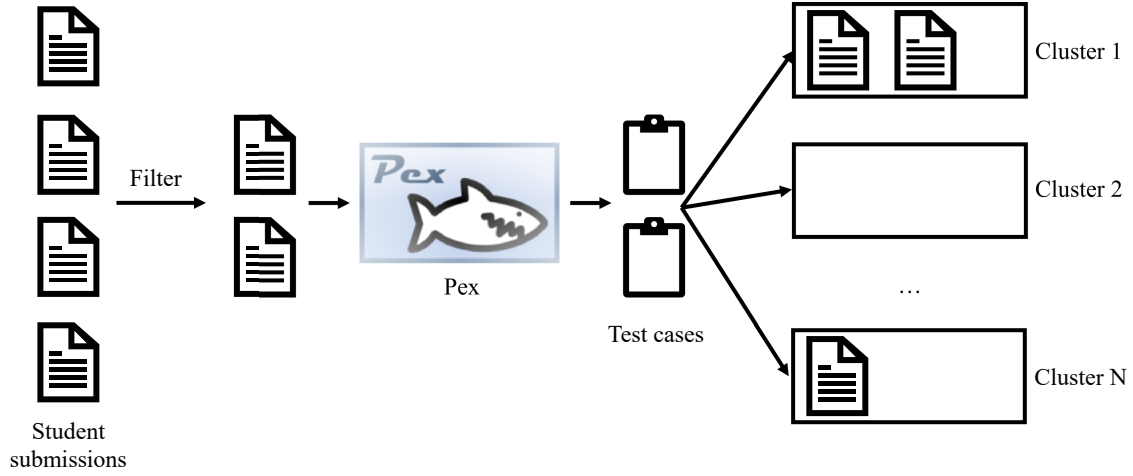 Student
submissions
Filter
Pex
Pex
Test cases
Cluster 1
Cluster 2
…
Cluster N